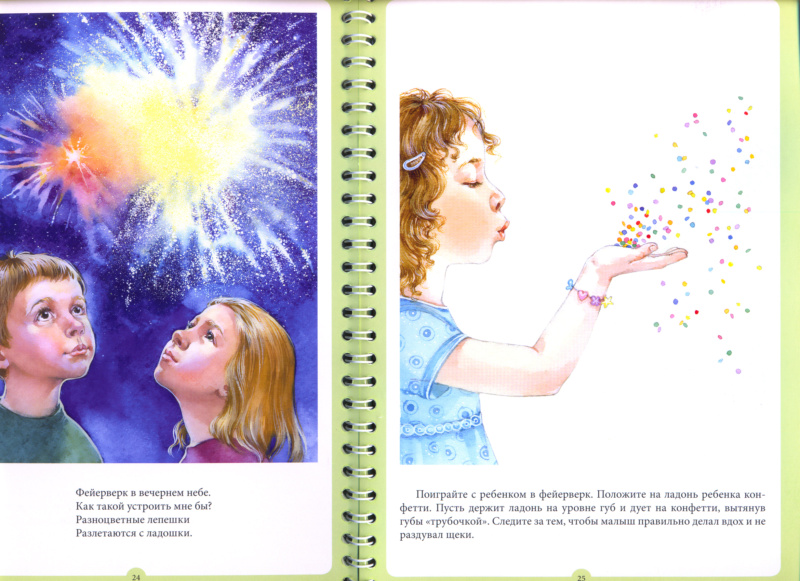 Фейерверк в вечернем небе.
Как такой устроить мне бы?
Разноцветные лепешки
Разлетаются с ладошки.
24
Поиграйте с ребенком в фейерверк. Положите на ладонь ребенка кон-
фетти. Пусть держит ладонь на уровне губ и дует на конфетти, вытянув
губы «трубочкой». Следите за тем, чтобы малыш правильно делал вдох и не
раздувал щеки.
25